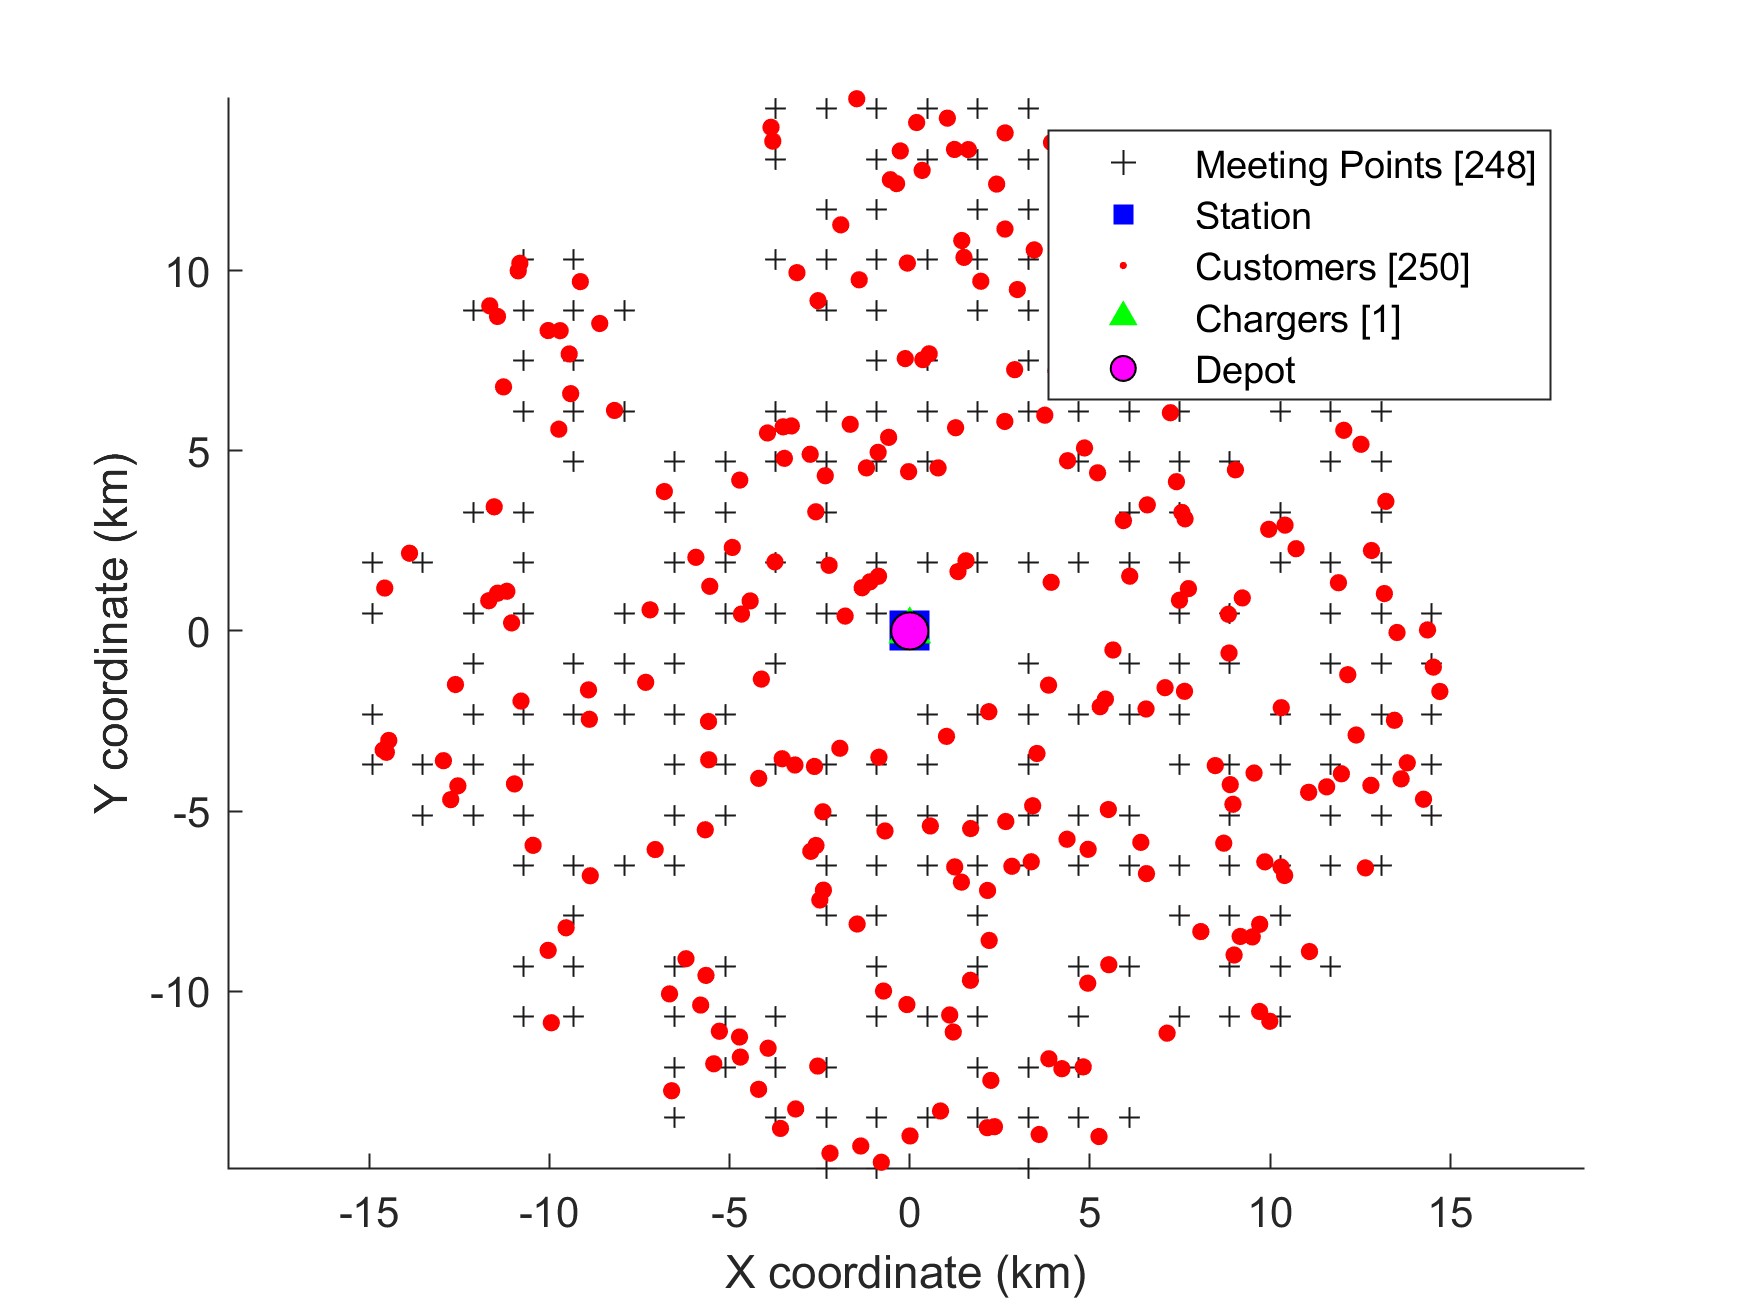 Meeting Points [248]
Station
Customers [250]
Chargers [1]
Depot
10
5
0
-5
-10
Y coordinate (km)
-15
-10
-5
0
5
10
15
X coordinate (km)